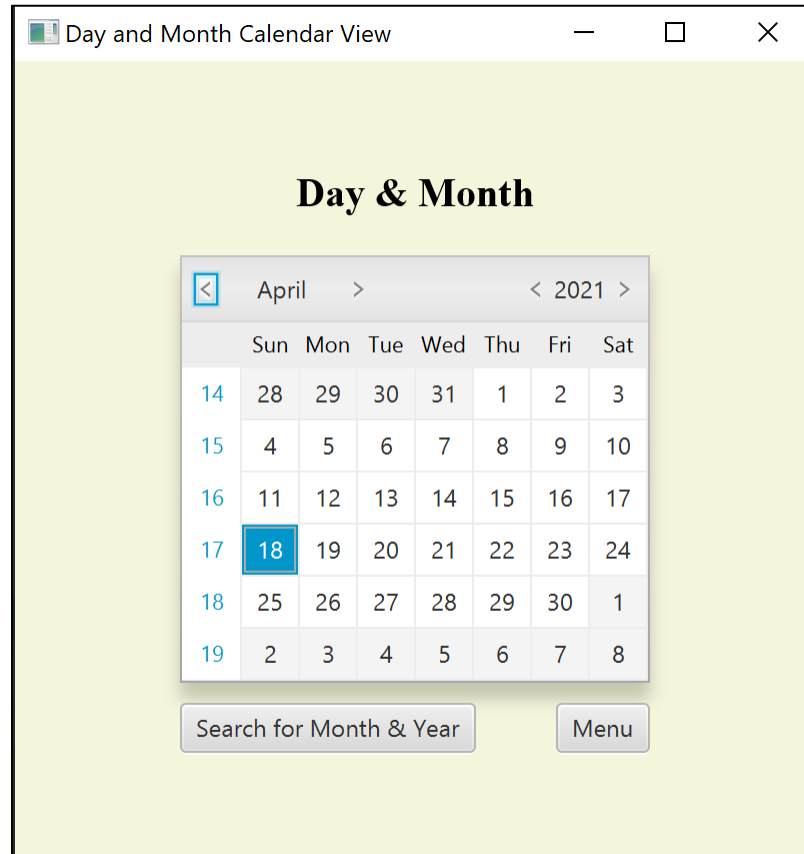 Day and Month Calendar View
Day & Month
< April > < 2021 >
Sun Mon Tue Wed Thu Fri Sat
14 28 29 30 31 1 2 3
15 4 5 6 7 8 9 10
16 11 12 13 14 15 16 17
17 18 19 20 21 22 23 24
18 25 26 27 28 29 30 1
19 2 3 4 5 6 7 8
Search for Month & Year Menu